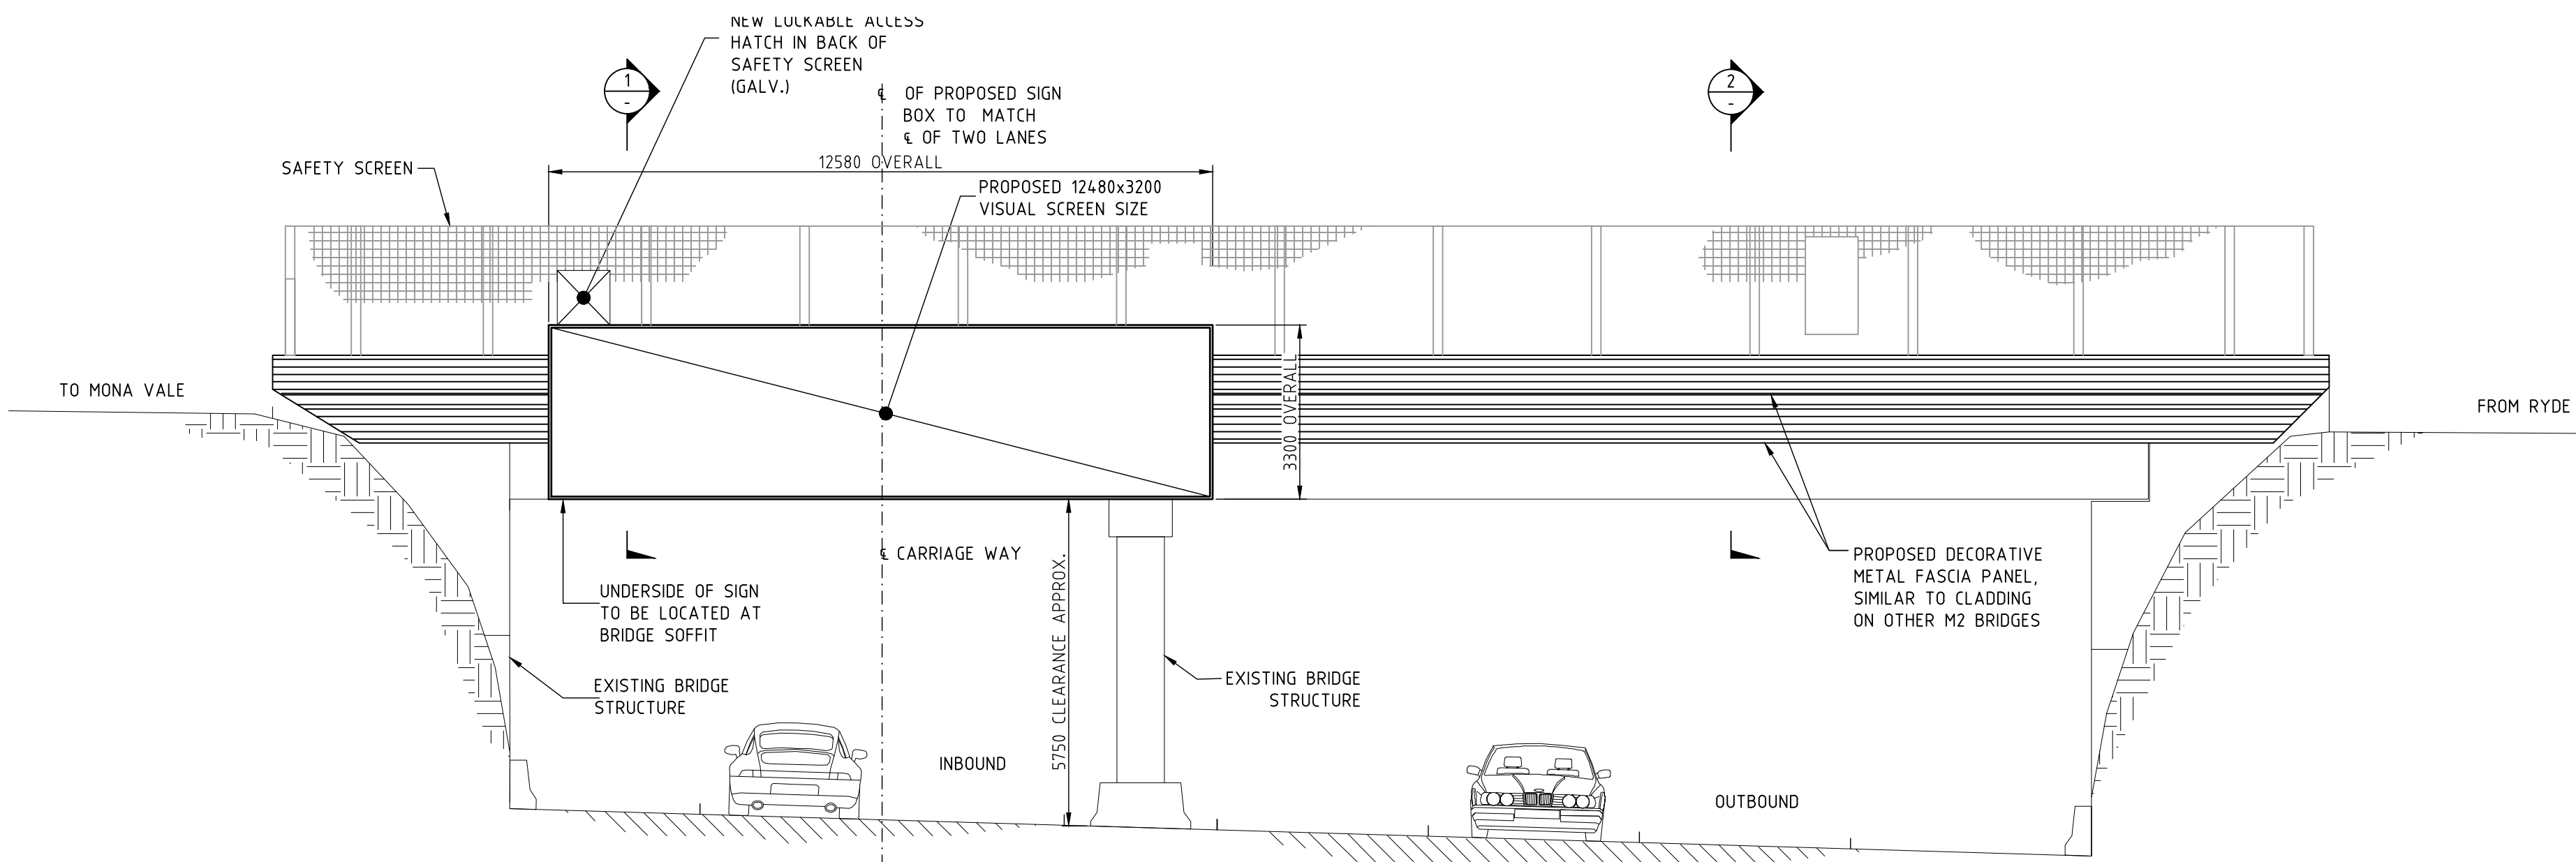 NEW LOCKABLE ACCESS
HATCH IN BACK OF
SAFETY SCREEN
(GALV.)
1
-
2
-
℄ OF PROPOSED SIGN
BOX TO MATCH
℄ OF TWO LANES
12580 OVERALL
SAFETY SCREEN
PROPOSED 12480x3200
VISUAL SCREEN SIZE
TO MONA VALE
FROM RYDE
3300 OVERALL
℄ CARRIAGE WAY
5750 CLEARANCE APPROX.
UNDERSIDE OF SIGN
TO BE LOCATED AT
BRIDGE SOFFIT
PROPOSED DECORATIVE
METAL FASCIA PANEL,
SIMILAR TO CLADDING
ON OTHER M2 BRIDGES
EXISTING BRIDGE
STRUCTURE
EXISTING BRIDGE
STRUCTURE
INBOUND
OUTBOUND